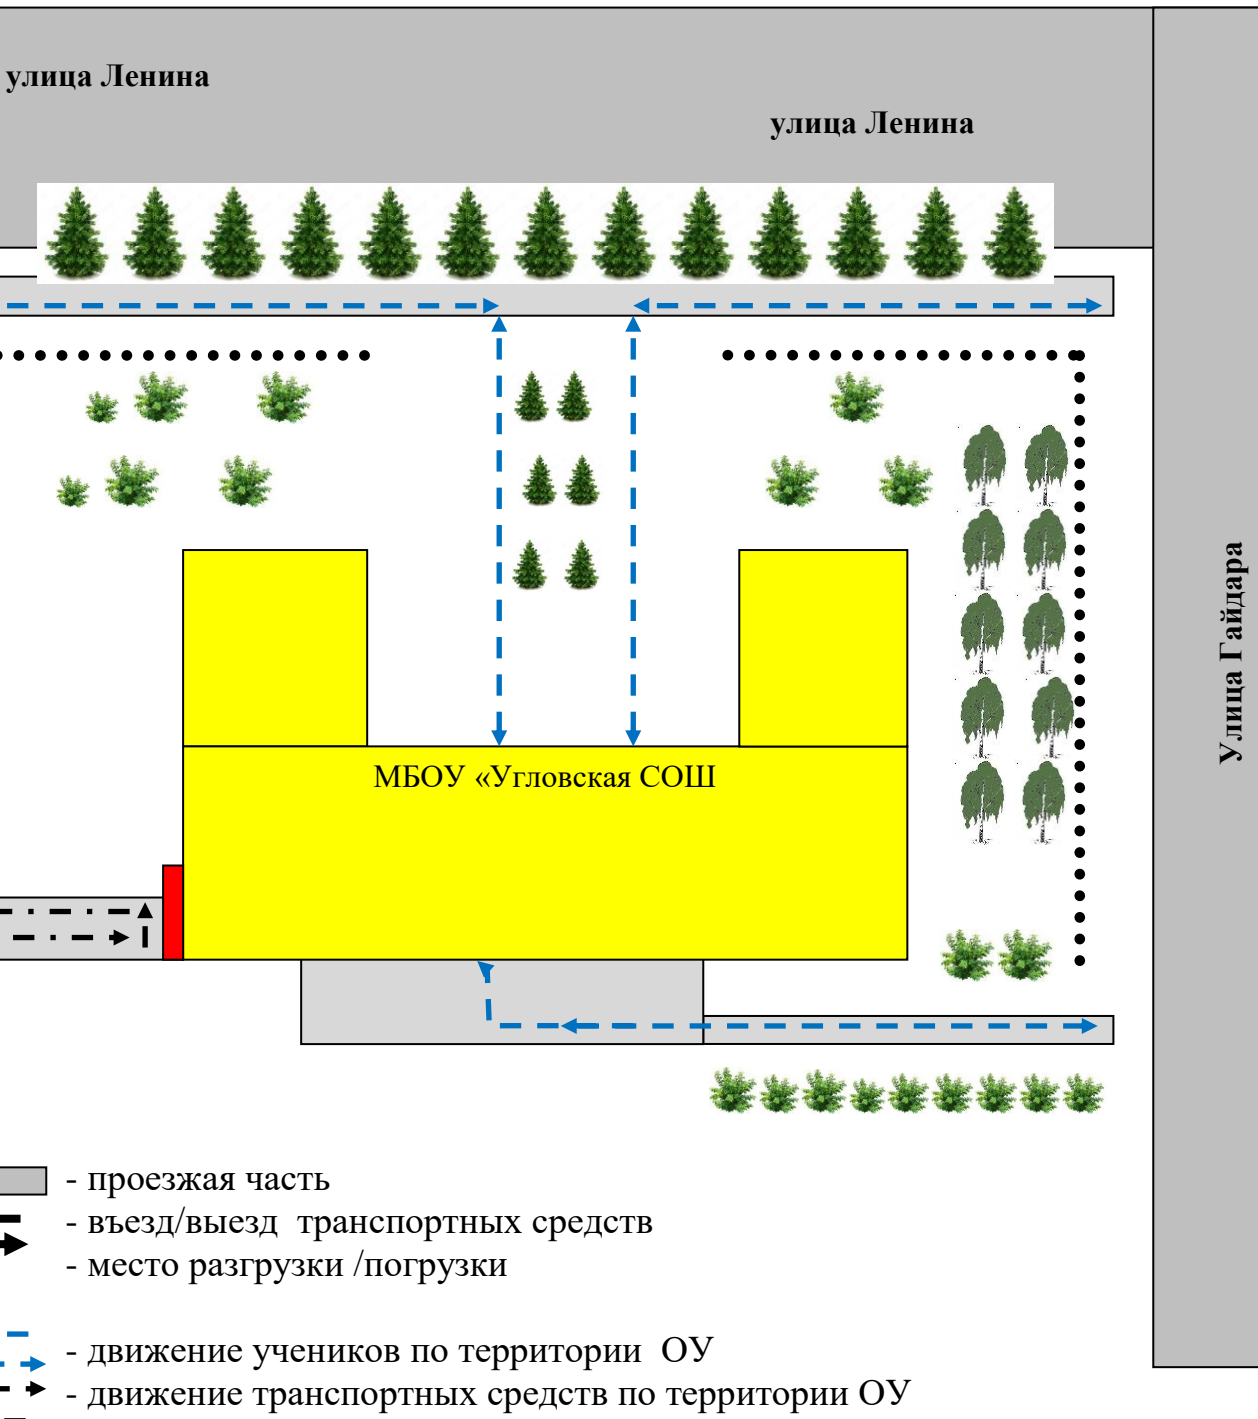 улица Ленина
улица Ленина
Улица Гайдара
МБОУ «Угловская СОШ
- проезжая часть
- въезд/выезд транспортных средств
- место разгрузки /погрузки
- движение учеников по территории ОУ
- движение транспортных средств по территории ОУ